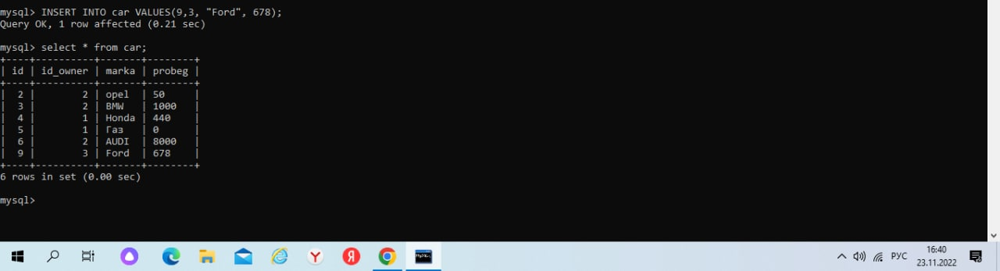 mysql> INSERT INTO car VALUES(9,3, "Ford", 678);
Query OK, 1 row affected (0.21 sec)
mysql> select * from car;
+----+----------+-------+--------+
| id | id_owner | marka | probeg |
+----+----------+-------+--------+
|  2 |        2 | opel  | 50     |
|  3 |        2 | BMW   | 1000   |
|  4 |        1 | Honda | 440    |
|  5 |        1 | Газ   | 0      |
|  6 |        2 | AUDI  | 8000   |
|  9 |        3 | Ford  | 678    |
+----+----------+-------+--------+
6 rows in set (0.00 sec)
mysql>
Y Я MySQL РУС 16:40
23.11.2022